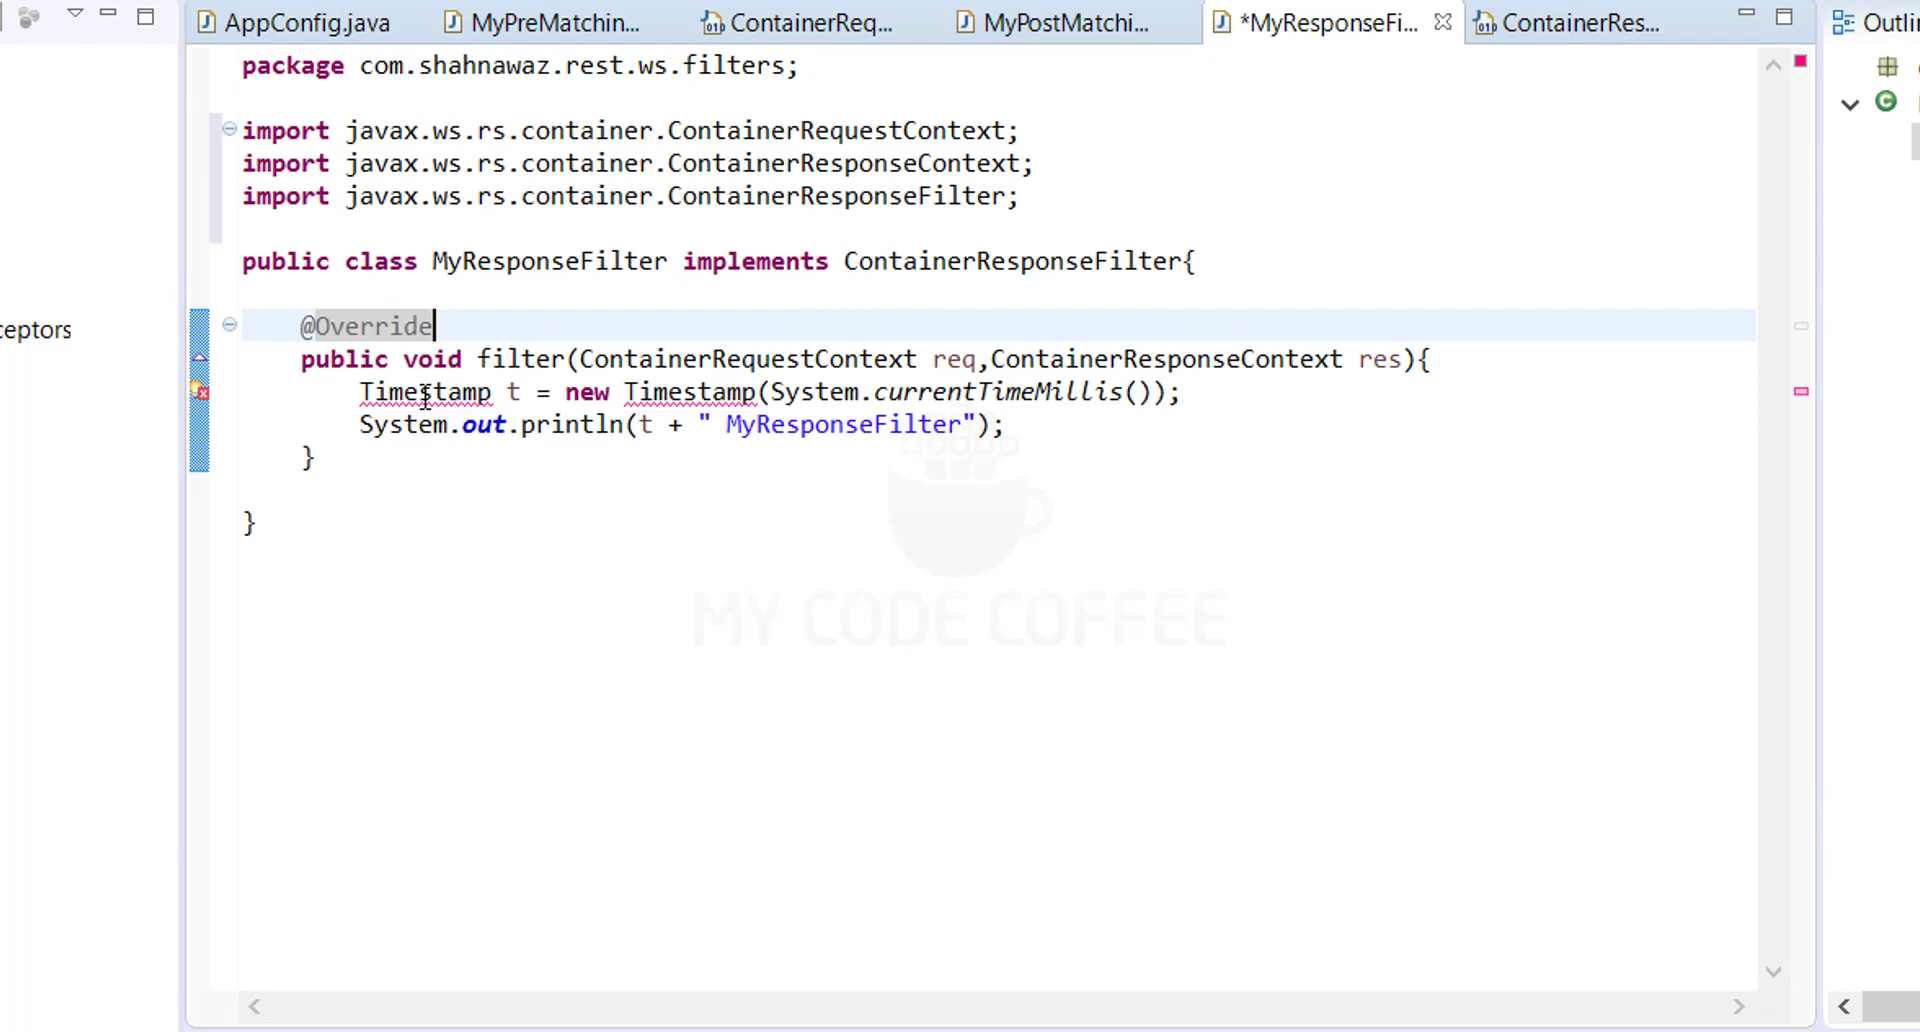 AppConfig.java
MyPreMatchin...
ContainerReq...
MyPostMatchi...
*MyResponseFi...
ContainerRes...
Outli
package com.shahnawaz.rest.ws.filters;
import javax.ws.rs.container.ContainerRequestContext;
import javax.ws.rs.container.ContainerResponseContext;
import javax.ws.rs.container.ContainerResponseFilter;
public class MyResponseFilter implements ContainerResponseFilter{
ceptors
@Override
public void filter(ContainerRequestContext req,ContainerResponseContext res){
Timestamp t = new Timestamp(System.currentTimeMillis());
System.out.println(t + " MyResponseFilter");
}
}
MY CODE COFFEE